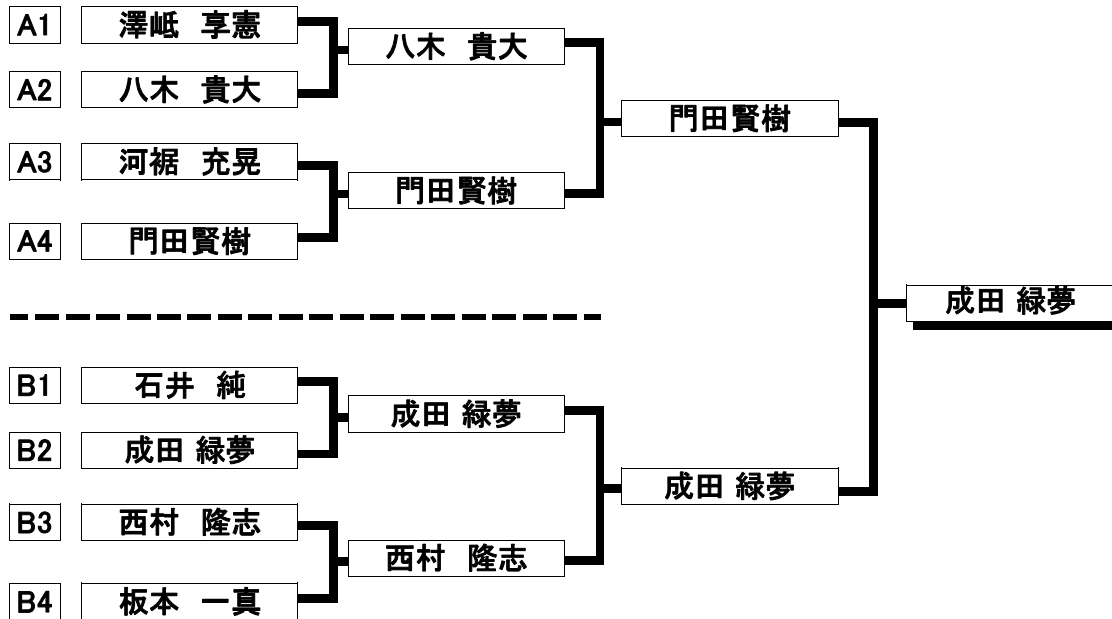 A1 澤岻 享憲
八木 貴大
A2 八木 貴大
門田賢樹
A3 河裾 充晃
門田賢樹
A4 門田賢樹
成田 緑夢
B1 石井 純
成田 緑夢
B2 成田 緑夢
成田 緑夢
B3 西村 隆志
西村 隆志
B4 板本 一真